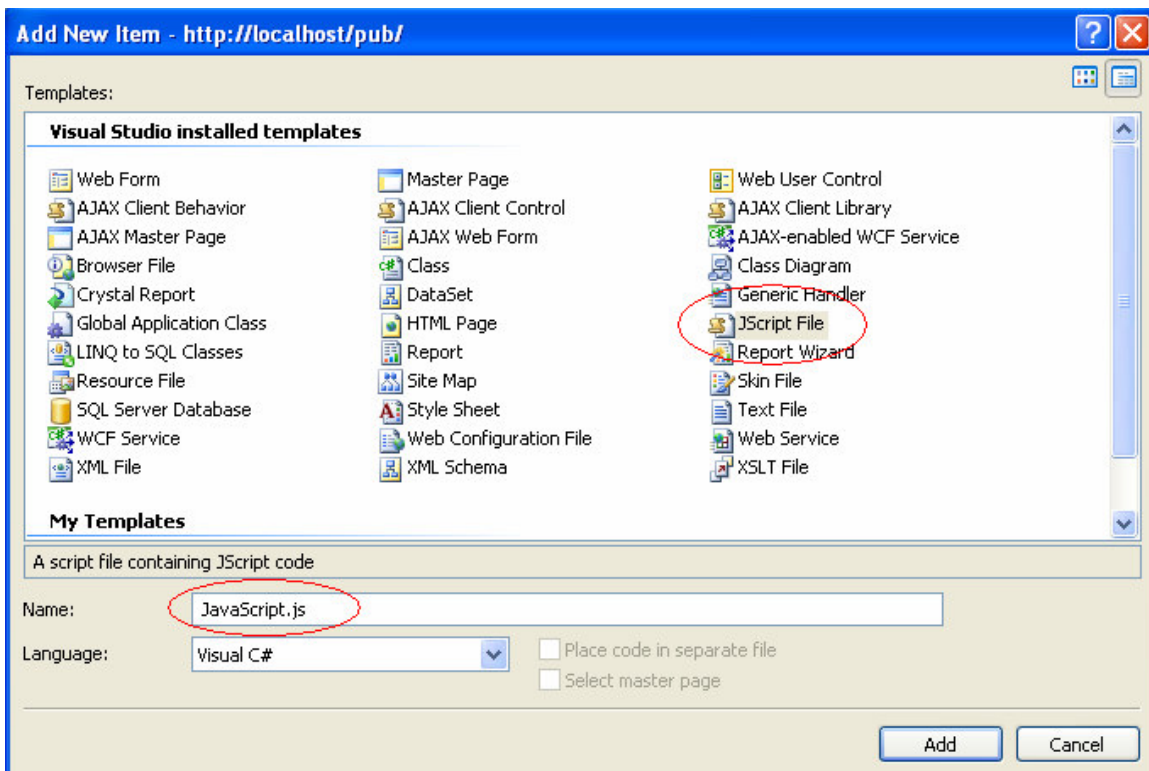 Add New Item - http://localhost/pub/
Templates:
Visual Studio installed templates
Web Form Master Page Web User Control
AJAX Client Behavior AJAX Client Control AJAX Client Library
AJAX Master Page AJAX Web Form AJAX-enabled WCF Service
Browser File Class Class Diagram
Crystal Report DataSet Generic Handler
Global Application Class HTML Page JScript File
LINQ to SQL Classes Report Report Wizard
Resource File Site Map Skin File
SQL Server Database Style Sheet Text File
WCF Service Web Configuration File Web Service
XML File XML Schema XSLT File
My Templates
A script file containing JScript code
Name: JavaScript.js
Language: Visual C# Place code in separate file
Select master page
Add Cancel